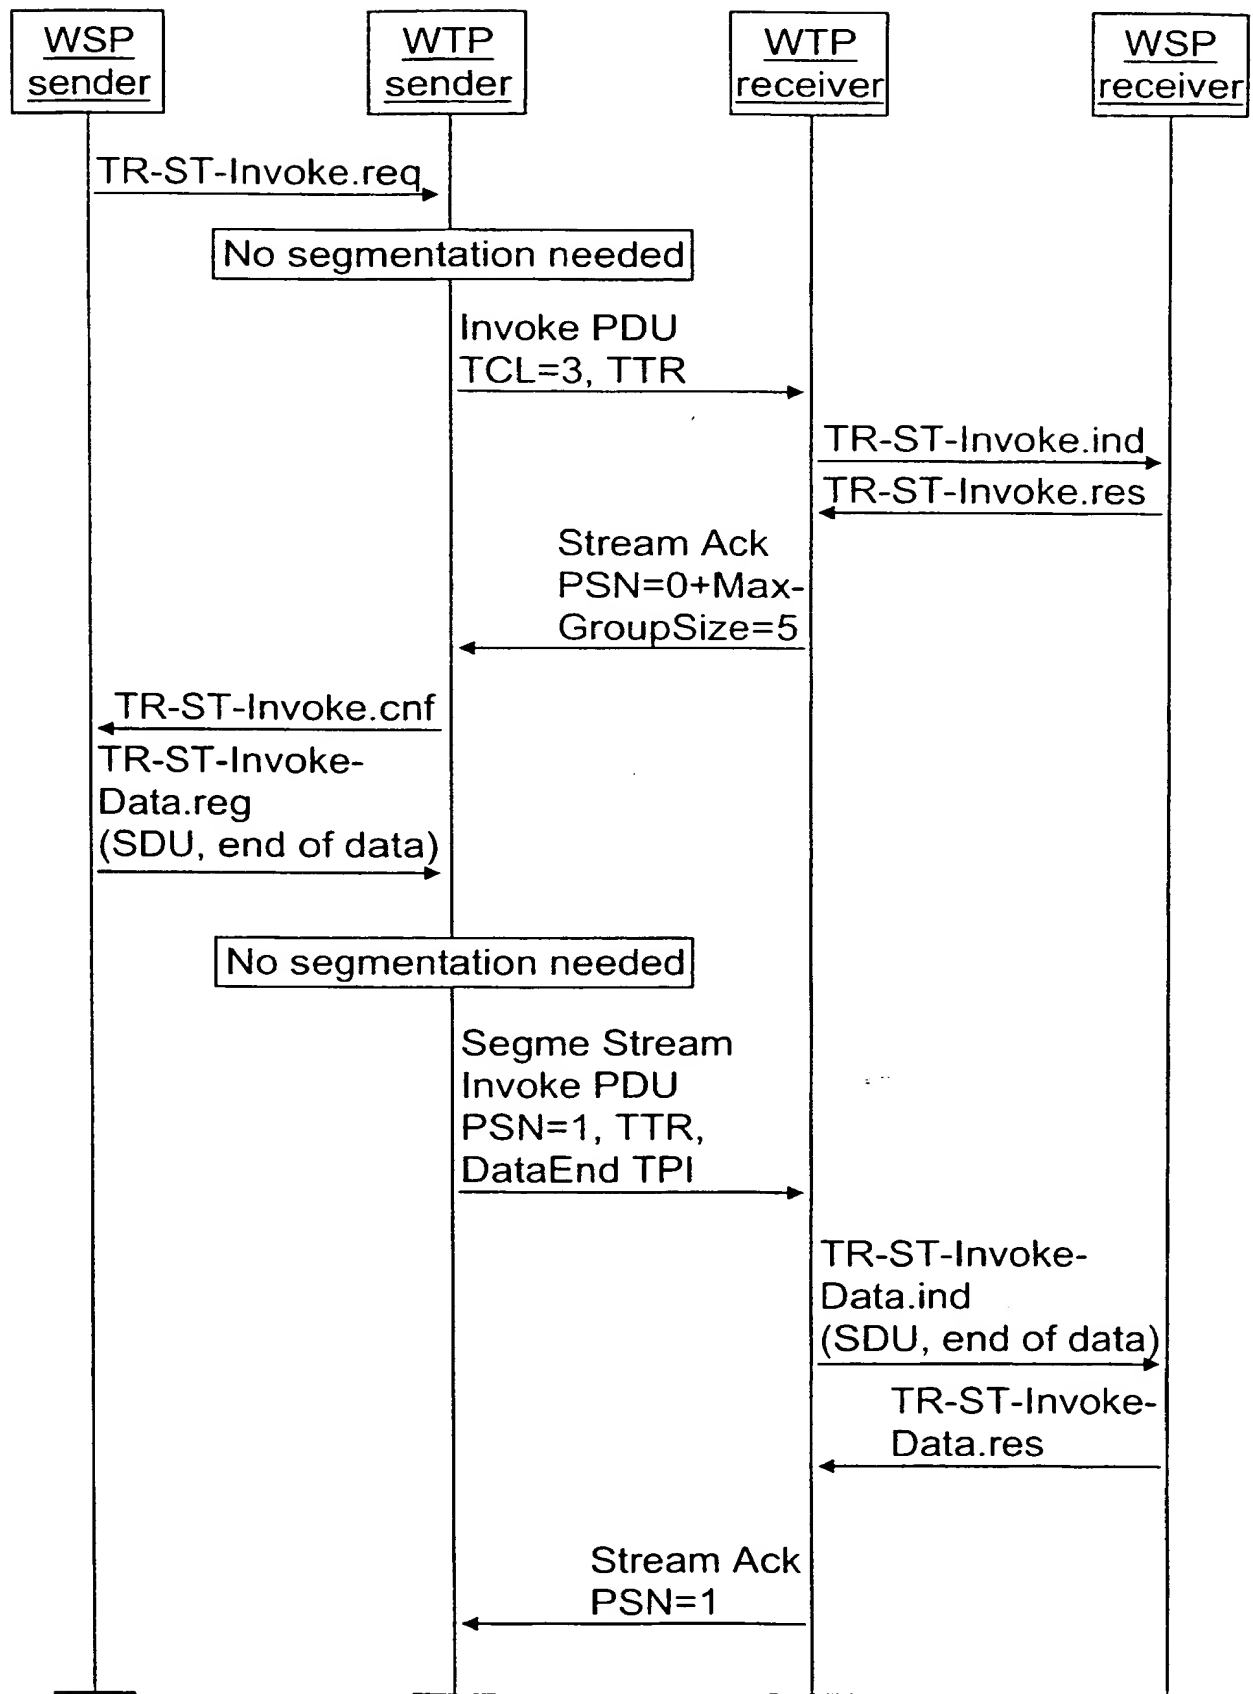 WSP
sender
WTP
sender
WTP
receiver
WSP
receiver
TR-ST-Invoke.req
No segmentation needed
Invoke PDU
TCL=3, TTR
TR-ST-Invoke.ind
TR-ST-Invoke.res
Stream Ack
PSN=0+Max-
GroupSize=5
TR-ST-Invoke.cnf
TR-ST-Invoke-
Data.reg
(SDU, end of data)
No segmentation needed
Segme Stream
Invoke PDU
PSN=1, TTR,
DataEnd TPI
TR-ST-Invoke-
Data.ind
(SDU, end of data)
TR-ST-Invoke-
Data.res
Stream Ack
PSN=1